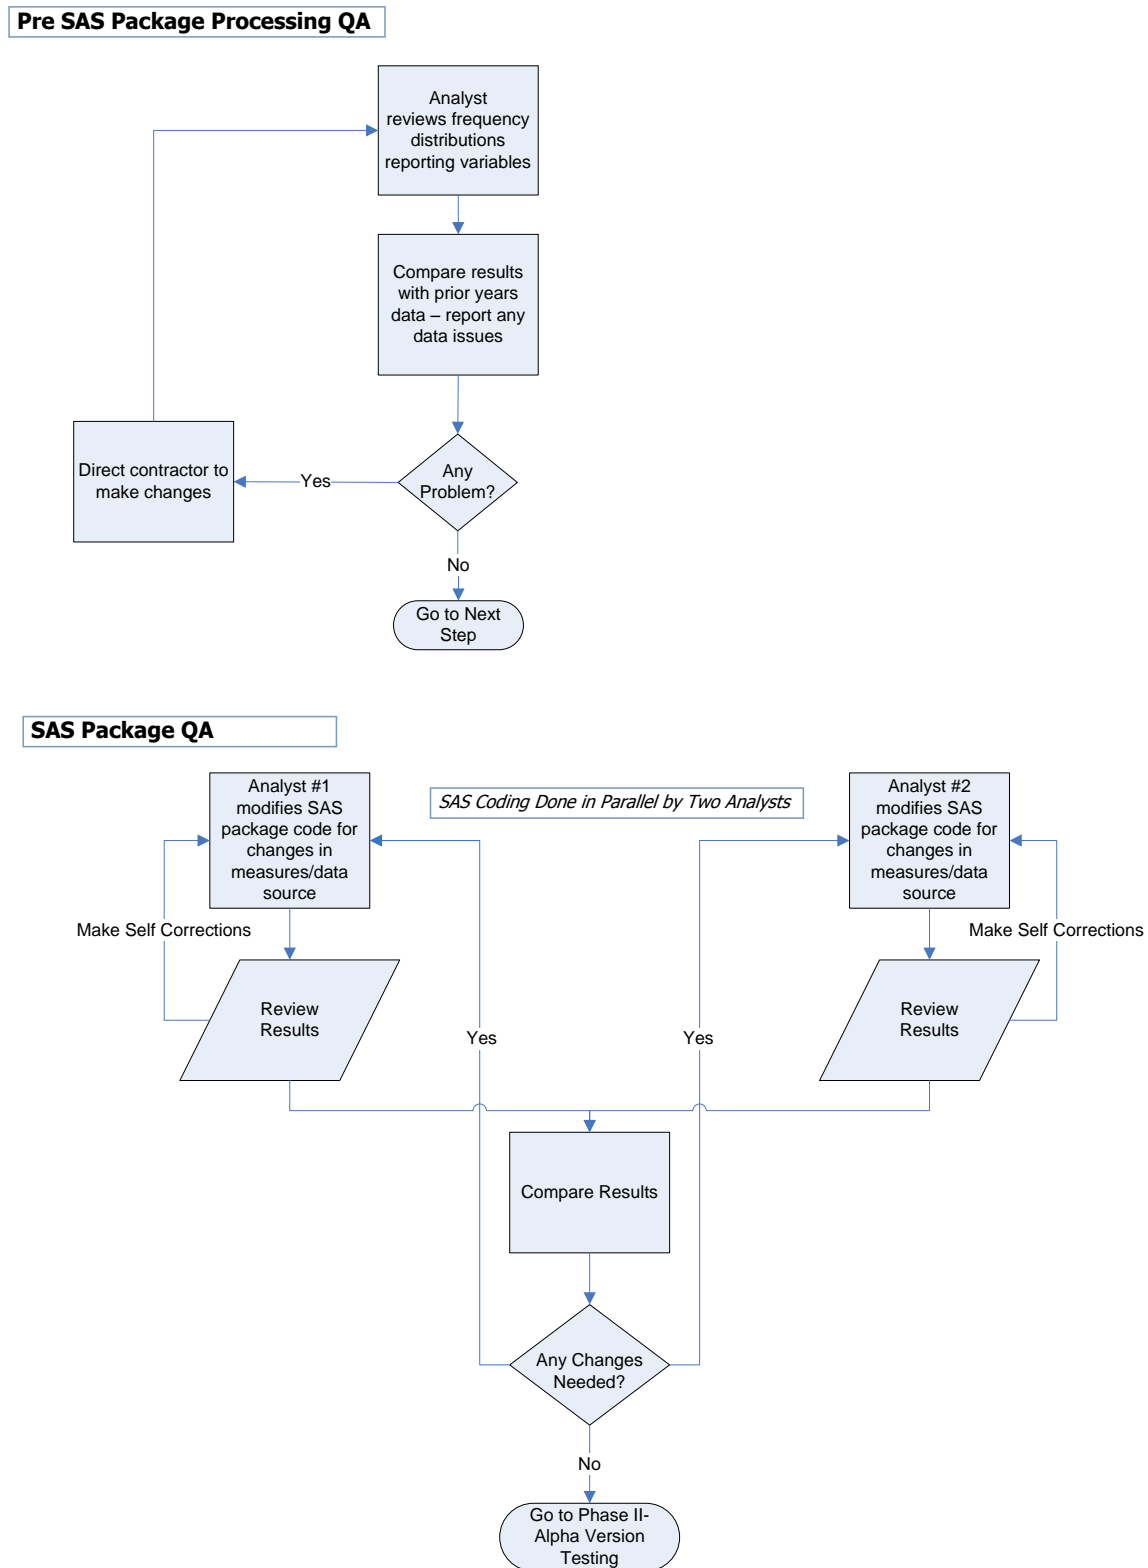 Pre SAS Package Processing QA
Analyst
reviews frequency
distributions
reporting variables
Compare results
with prior years
data – report any
data issues
Direct contractor to
make changes
Yes
Any
Problem?
No
Go to Next
Step
SAS Package QA
Analyst #1
modifies SAS
package code for
changes in
measures/data
source
SAS Coding Done in Parallel by Two Analysts
Analyst #2
modifies SAS
package code for
changes in
measures/data
source
Make Self Corrections
Make Self Corrections
Review
Results
Review
Results
Yes
Yes
Compare Results
Any Changes
Needed?
No
Go to Phase II-
Alpha Version
Testing